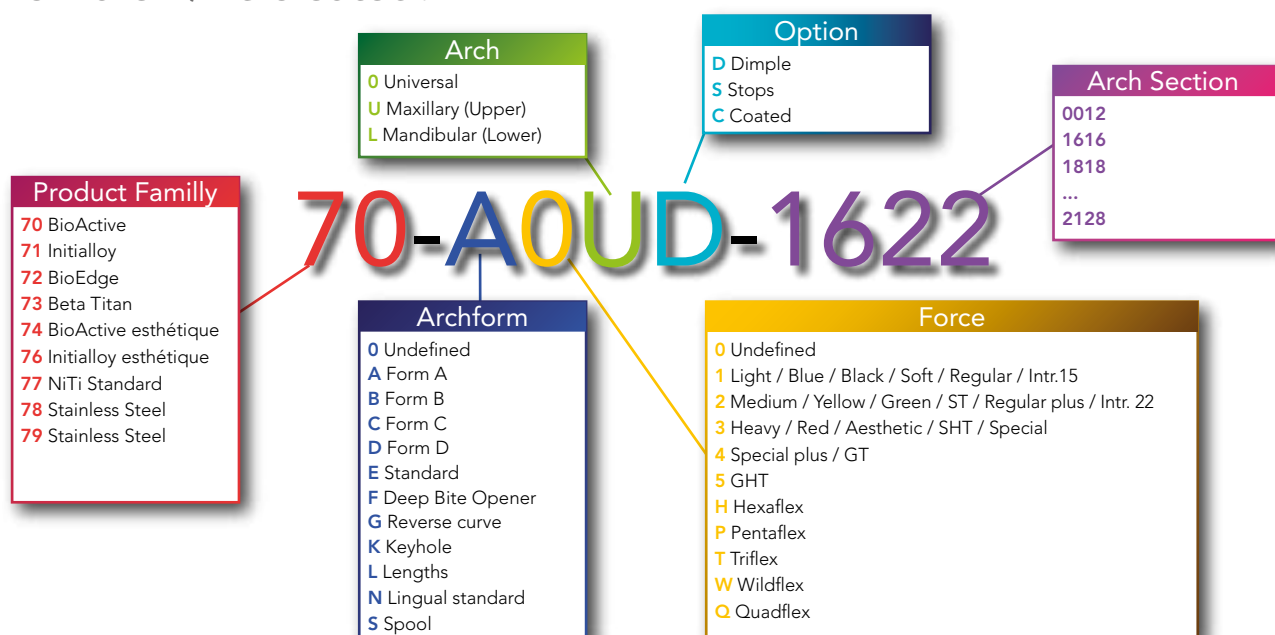 Arch
0 Universal
U Maxillary (Upper)
L Mandibular (Lower)
Option
D Dimple
S Stops
C Coated
Arch Section
0012
1616
1818
...
2128
Product Familly
70 BioActive
71 Initialloy
72 BioEdge
73 Beta Titan
74 BioActive esthétique
76 Initialloy esthétique
77 NiTi Standard
78 Stainless Steel
79 Stainless Steel
70-A0UD-1622
Archform
0 Undefined
A Form A
B Form B
C Form C
D Form D
E Standard
F Deep Bite Opener
G Reverse curve
K Keyhole
L Lengths
N Lingual standard
S Spool
Force
0 Undefined
1 Light / Blue / Black / Soft / Regular / Intr.15
2 Medium / Yellow / Green / ST / Regular plus / Intr. 22
3 Heavy / Red / Aesthetic / SHT / Special
4 Special plus / GT
5 GHT
H Hexaflex
P Pentaflex
T Triflex
W Wildflex
Q Quadflex